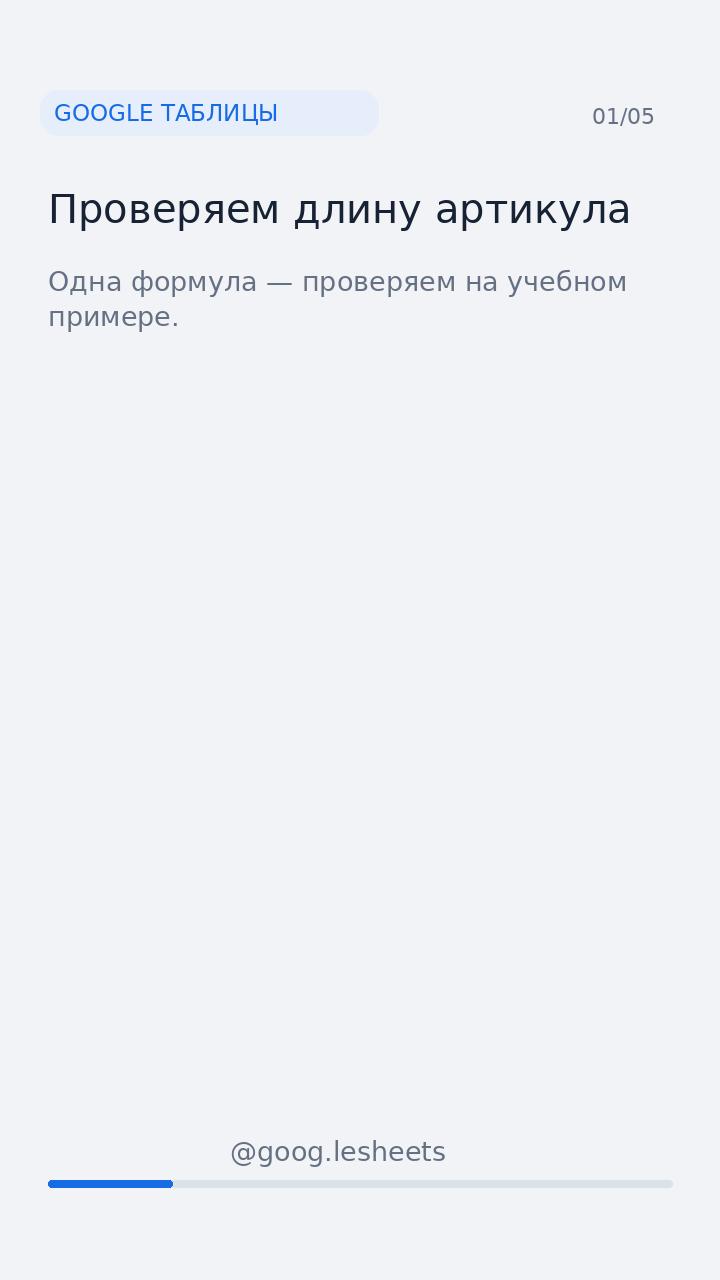 GOOGLE ТАБЛИЦЫ
01/05
Проверяем длину артикула
Одна формула — проверяем на учебном
примере.
@goog.lesheets